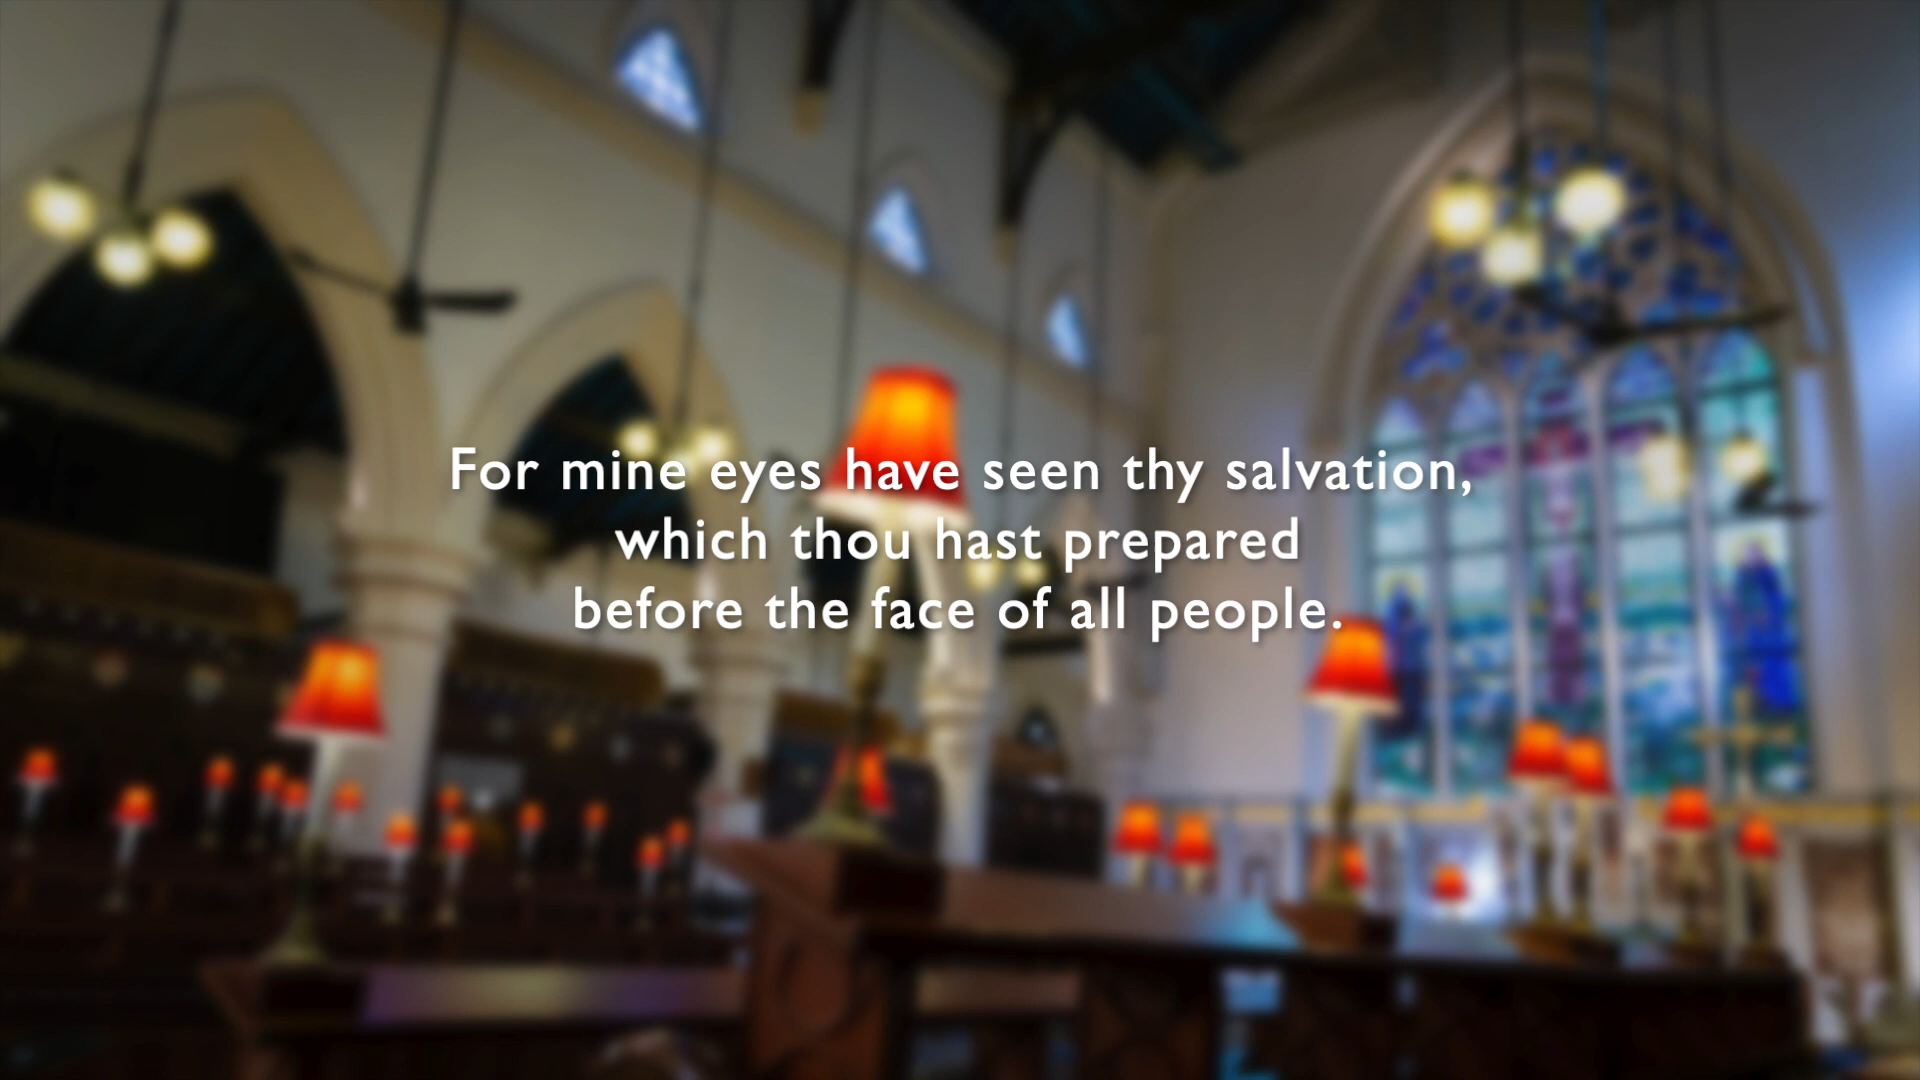 For mine eyes have seen thy salvation,
which thou hast prepared
before the face of all people.